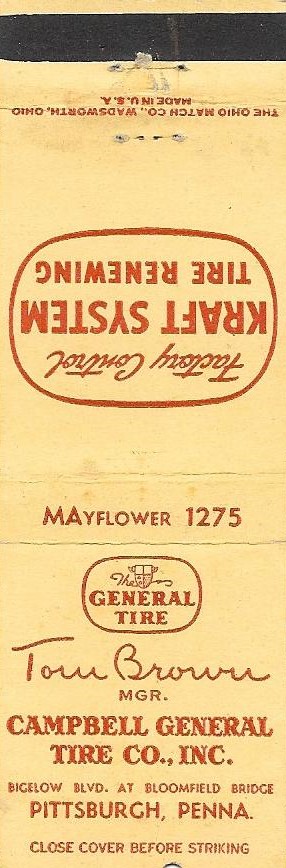 THE OHIO MATCH CO., WADSWORTH, OHIO
MADE IN U.S.A.
Factory Control
KRAFT SYSTEM
TIRE RENEWING
MAYFLOWER 1275
The
GENERAL
TIRE
Tom Brown
MGR.
CAMPBELL GENERAL
TIRE CO., INC.
BIGELOW BLVD. AT BLOOMFIELD BRIDGE
PITTSBURGH, PENNA.
CLOSE COVER BEFORE STRIKING